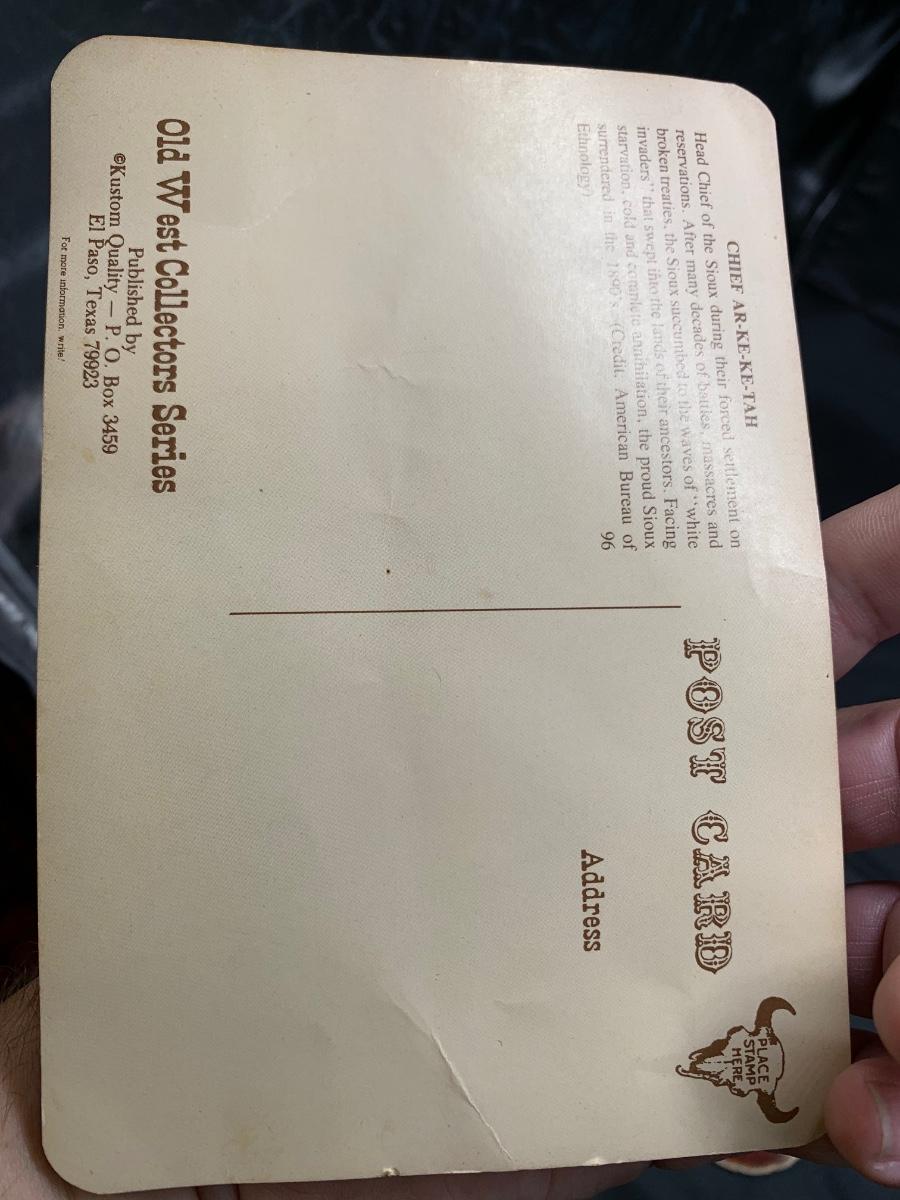 CHIEF AR-KE-KE-TAH
Head Chief of the Sioux during their forced settlement on
reservations. After many decades of battles, massacres and
broken treaties, the Sioux succumbed to the waves of "white
invaders" that swept into the lands of their ancestors. Facing
starvation, cold and complete annihilation, the proud Sioux
surrendered in the 1890's. (Credit, American Bureau of
Ethnology)
96
POST CARD
PLACE
STAMP
HERE
Address
Old West Collectors Series
Published by
©Kustom Quality — P. O. Box 3459
El Paso, Texas 79923
For more information, write!